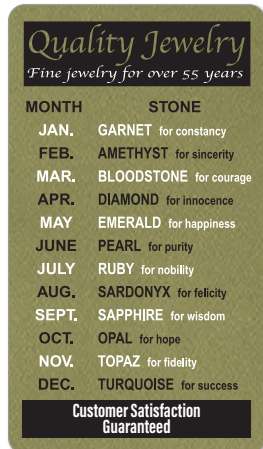 Quality Jewelry
Fine jewelry for over 55 years
MONTH STONE
JAN. GARNET for constancy
FEB. AMETHYST for sincerity
MAR. BLOODSTONE for courage
APR. DIAMOND for innocence
MAY EMERALD for happiness
JUNE PEARL for purity
JULY RUBY for nobility
AUG. SARDONYX for felicity
SEPT. SAPPHIRE for wisdom
OCT. OPAL for hope
NOV. TOPAZ for fidelity
DEC. TURQUOISE for success
Customer Satisfaction
Guaranteed